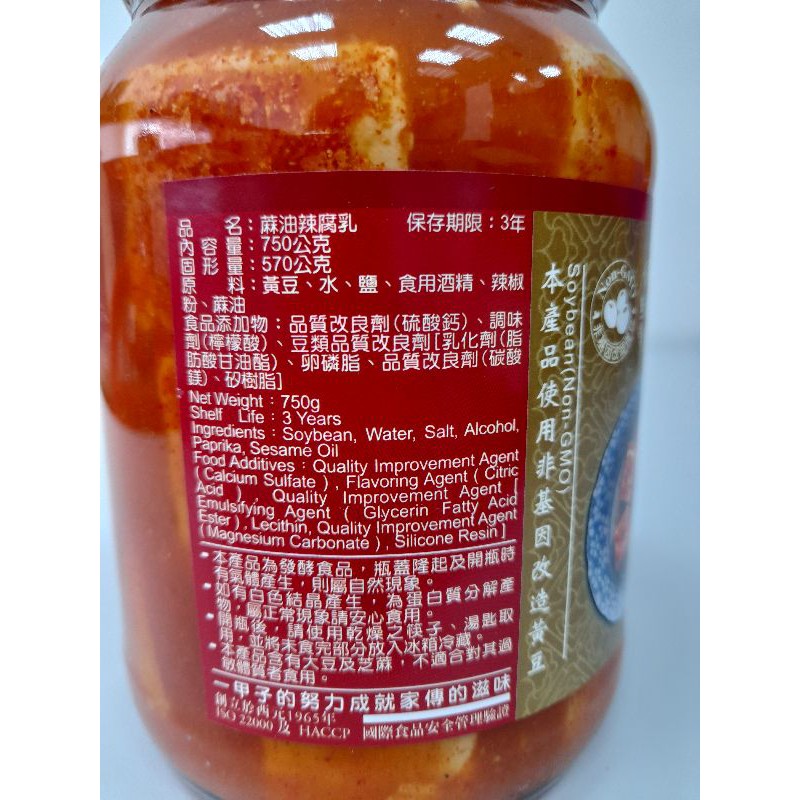 品　　名：蔴油辣腐乳　　保存期限：3年
內 容 量：750公克
固 形 量：570公克
原　　料：黃豆、水、鹽、食用酒精、辣椒
粉、蔴油
食品添加物：品質改良劑(硫酸鈣)、調味
劑(檸檬酸)、豆類品質改良劑[乳化劑(脂
肪酸甘油酯)、卵磷脂、品質改良劑(碳酸
鎂)、矽樹脂]
Net Weight：750g
Shelf Life：3 Years
Ingredients：Soybean, Water, Salt, Alcohol,
Paprika, Sesame Oil
Food Additives：Quality Improvement Agent
(Calcium Sulfate), Flavoring Agent (Citric
Acid), Quality Improvement Agent [
Emulsifying Agent (Glycerin Fatty Acid
Ester), Lecithin, Quality Improvement Agent
(Magnesium Carbonate), Silicone Resin]
•本產品為發酵食品，瓶蓋隆起及開瓶時
有氣體產生，則屬自然現象。
•如有白色結晶產生，為蛋白質分解產
物，屬正常現象請安心食用。
•開瓶後，請使用乾燥之筷子、湯匙取
用，並將未食完部分放入冰箱冷藏。
•本產品含有大豆及芝蔴，不適合對其過
敏體質者食用。
一甲子的努力成就家傳的滋味
創立於西元1965年
ISO 22000 及 HACCP 國際食品安全管理驗證
本產品使用非基因改造黃豆
Soybean(Non-GMO)
Non-GMO